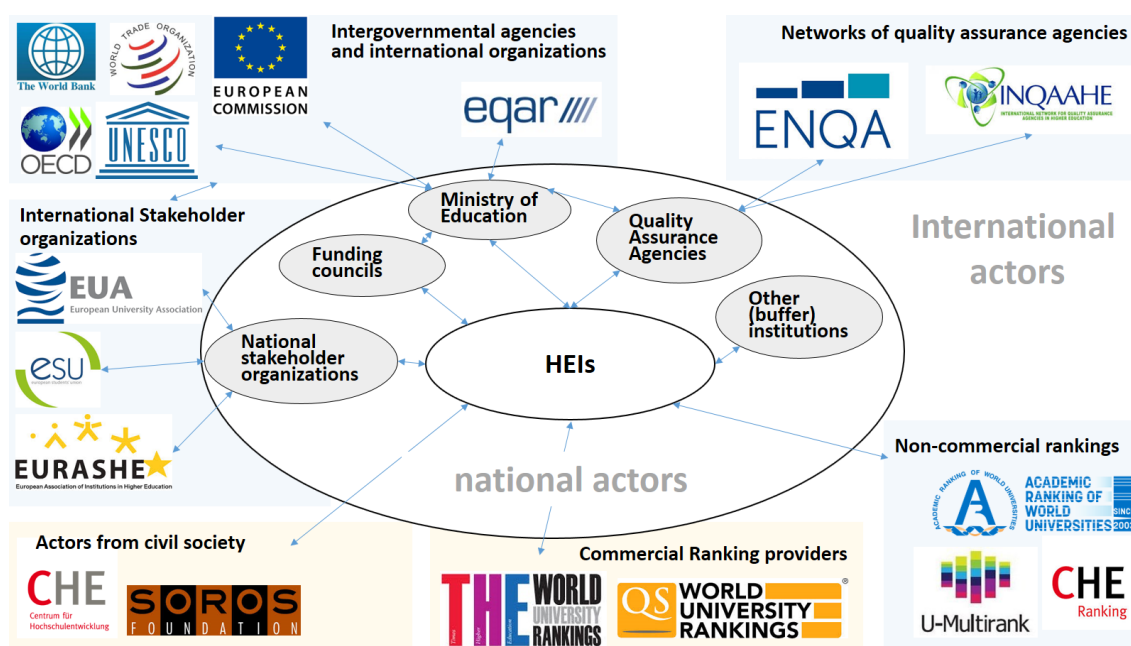 The World Bank
WORLD TRADE ORGANIZATION
EUROPEAN
COMMISSION
OECD
UNESCO
Intergovernmental agencies
and international organizations
eqar
Networks of quality assurance agencies
ENQA
INQAAHE
INTERNATIONAL NETWORK FOR QUALITY ASSURANCE
AGENCIES IN HIGHER EDUCATION
International Stakeholder
organizations
EUA
European University Association
esu
european students' union
EURASHE
European Association of Institutions in Higher Education
Ministry of
Education
Quality
Assurance
Agencies
Funding
councils
Other
(buffer)
institutions
National
stakeholder
organizations
HEIs
International
actors
national actors
Non-commercial rankings
ACADEMIC RANKING OF WORLD UNIVERSITIES
ACADEMIC
RANKING OF
WORLD
UNIVERSITIES
SINC
2003
U-Multirank
CHE
Ranking
Actors from civil society
CHE
Centrum für
Hochschulentwicklung
SOROS
FOUNDATION
Commercial Ranking providers
THE
Times
Higher
Education
WORLD
UNIVERSITY
RANKINGS
QS
WORLD
UNIVERSITY
RANKINGS
®